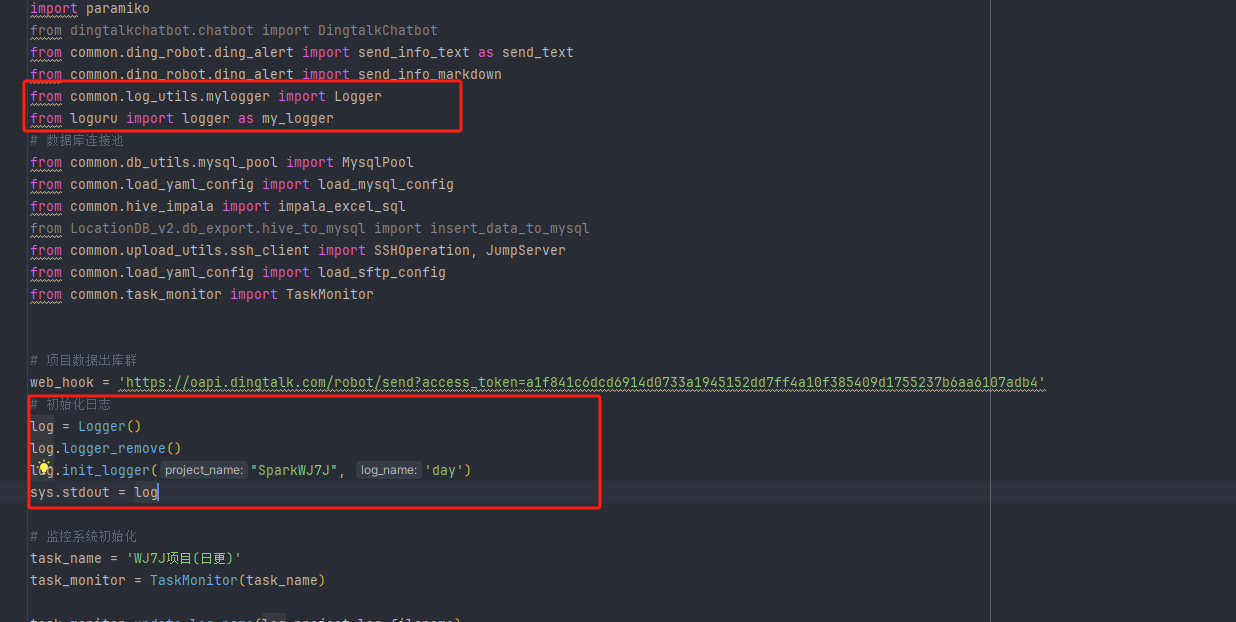 import paramiko
from dingtalkchatbot.chatbot import DingtalkChatbot
from common.ding_robot.ding_alert import send_info_text as send_text
from common.ding_robot.ding_alert import send_info_markdown
from common.log_utils.mylogger import Logger
from loguru import logger as my_logger
# 数据库连接池
from common.db_utils.mysql_pool import MysqlPool
from common.load_yaml_config import load_mysql_config
from common.hive_impala import impala_excel_sql
from LocationDB_v2.db_export.hive_to_mysql import insert_data_to_mysql
from common.upload_utils.ssh_client import SSHOperation, JumpServer
from common.load_yaml_config import load_sftp_config
from common.task_monitor import TaskMonitor
# 项目数据出库群
web_hook = 'https://oapi.dingtalk.com/robot/send?access_token=a1f841c6dcd6914d0733a1945152dd7ff4a10f385409d1755237b6aa6107adb4'
# 初始化日志
log = Logger()
log.logger_remove()
log.init_logger( project_name: "SparkWJ7J", log_name: 'day')
sys.stdout = log
# 监控系统初始化
task_name = 'WJ7J项目(日更)'
task_monitor = TaskMonitor(task_name)